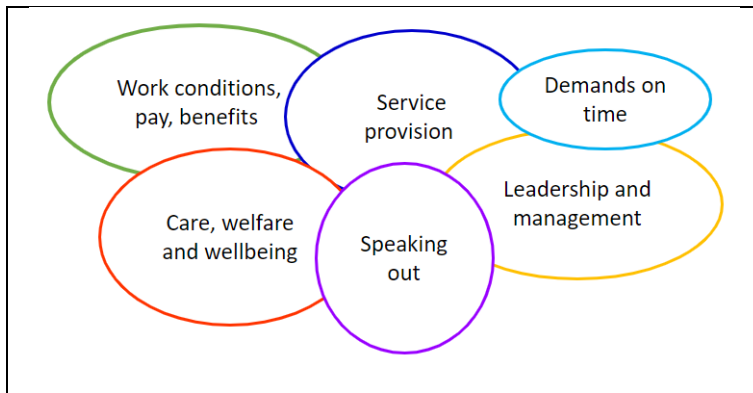 Work conditions,
pay, benefits
Service
provision
Demands on
time
Care, welfare
and wellbeing
Speaking
out
Leadership and
management